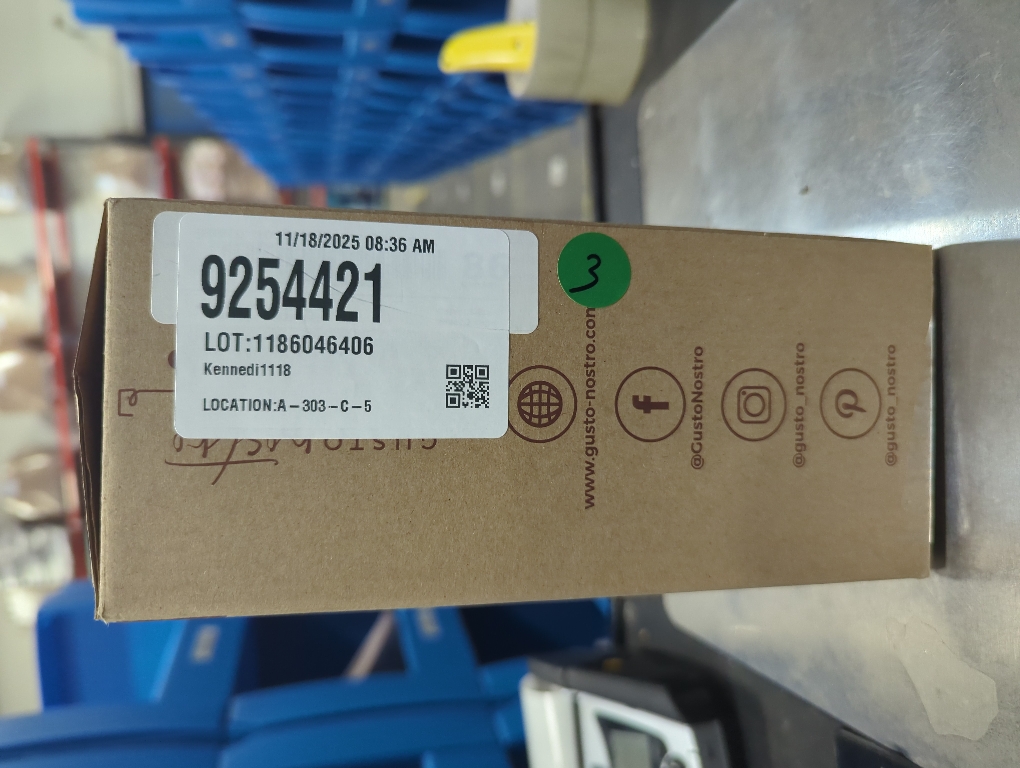 11/18/2025 08:36 AM
9254421
LOT:1186046406
Kennedi1118
LOCATION:A-303-C-5
3
GUSTO
www.gusto-nostro.com
@GustoNostro
@gusto_nostro
@gusto_nostro